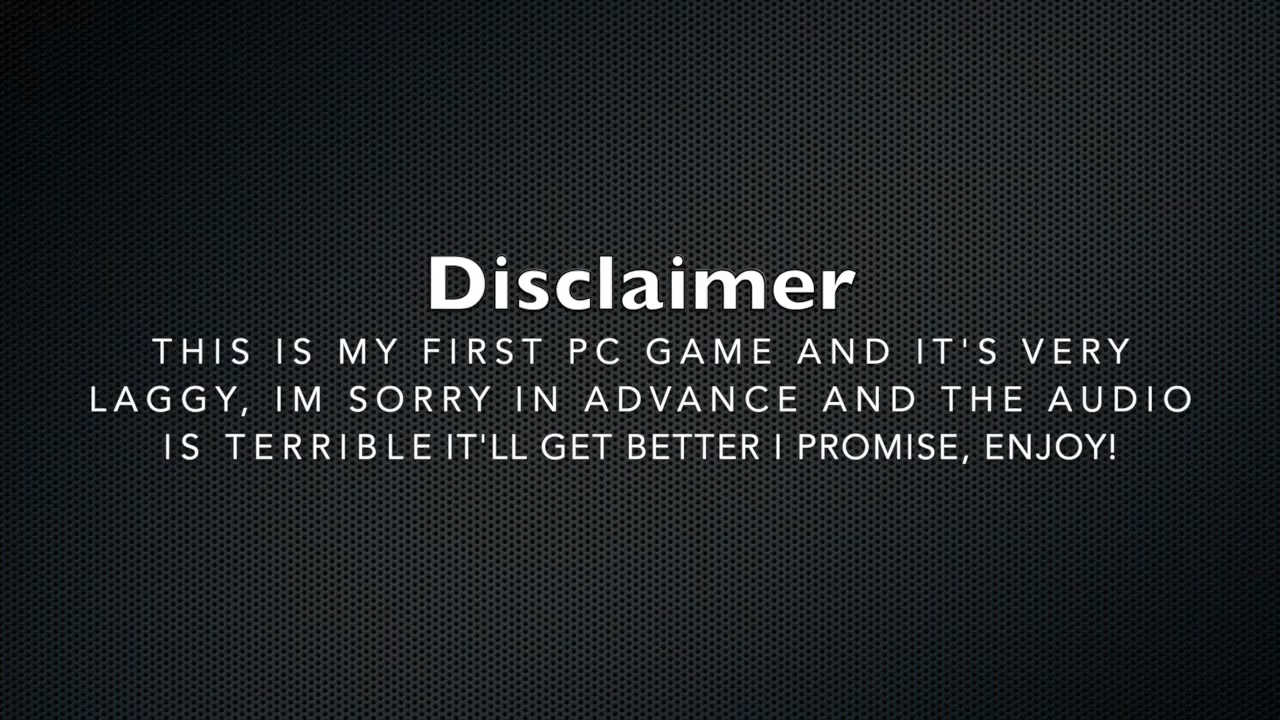 Disclaimer
THIS IS MY FIRST PC GAME AND IT'S VERY
LAGGY, IM SORRY IN ADVANCE AND THE AUDIO
IS TERRIBLE IT'LL GET BETTER I PROMISE, ENJOY!